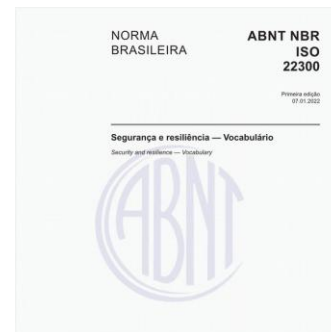 NORMA
BRASILEIRA
ABNT NBR
ISO
22300
Primeira edição
07.01.2022
Segurança e resiliência — Vocabulário
Security and resilience — Vocabulary
ABNT